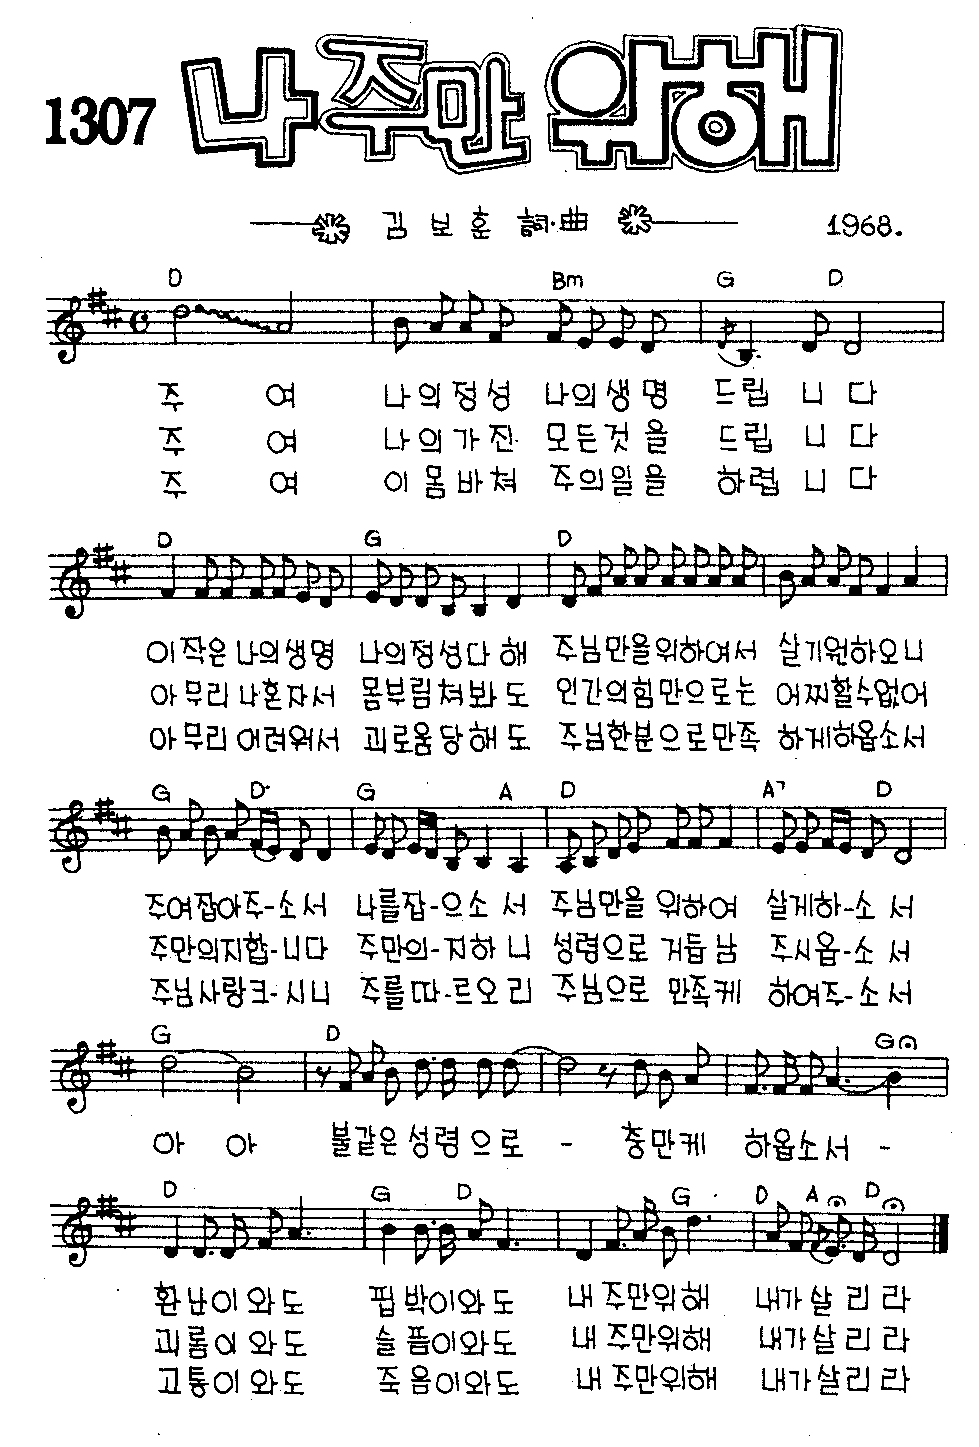 1307 나 주만 위해
김보훈 詞·曲 1968.
D Bm G D
주 여 나의정성 나의생명 드립 니 다
주 여 나의가진 모든것을 드립 니 다
주 여 이몸바쳐 주의일을 하렵 니 다
D G D
이작은나의생명 나의정성다해 주님만을위하여서 살기원하오니
아무리나혼자서 몸부림쳐봐도 인간의힘만으로는 어찌할수없어
아무리어려워서 괴로움당해도 주님한분으로만족 하게하옵소서
G D G A D A7 D
주여잡아주-소서 나를잡-으소서 주님만을위하여 살게하-소서
주만의지합-니다 주만의-지하니 성령으로거듭남 주시옵-소서
주님사랑크-시니 주를따-르오리 주님으로만족케 하여주-소서
G D G
아 아 불같은성령으로 - 충만케 하옵소서 -
D G D G D A D
환난이와도 핍박이와도 내주만위해 내가살리라
괴롬이와도 슬픔이와도 내주만위해 내가살리라
고통이와도 죽음이와도 내주만위해 내가살리라